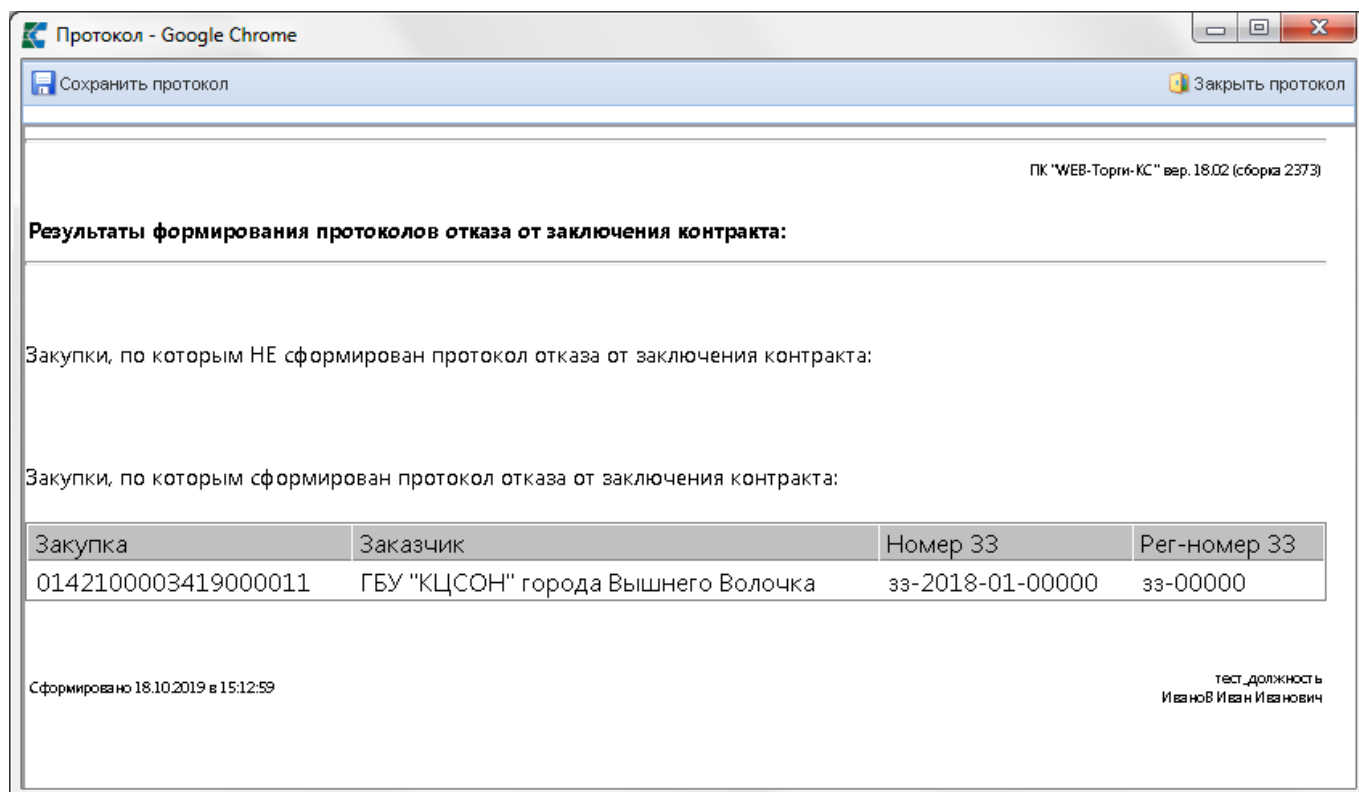 Протокол - Google Chrome
Сохранить протокол
Закрыть протокол
ПК "WEB-Торги-КС" вер. 18.02 (сборка 2373)
Результаты формирования протоколов отказа от заключения контракта:
Закупки, по которым НЕ сформирован протокол отказа от заключения контракта:
Закупки, по которым сформирован протокол отказа от заключения контракта:
Закупка Заказчик Номер ЗЗ Рег-номер ЗЗ
0142100003419000011 ГБУ "КЦСОН" города Вышнего Волочка зз-2018-01-00000 зз-00000
Сформировано 18.10.2019 в 15:12:59
тест_должность
ИваноВ Иван Иванович